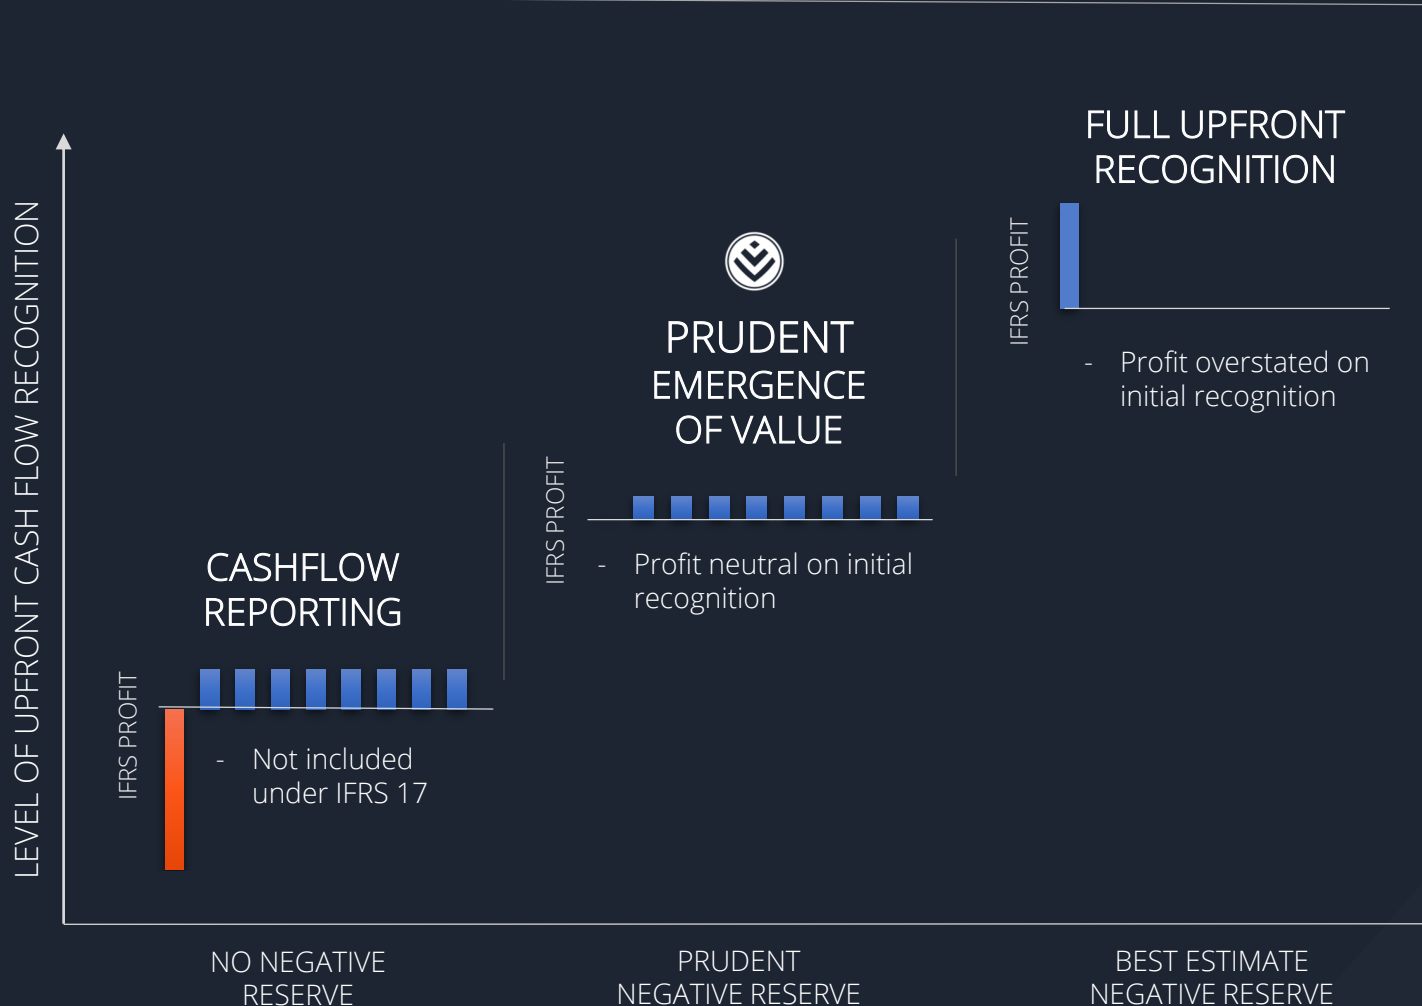 LEVEL OF UPFRONT CASH FLOW RECOGNITION
CASHFLOW
REPORTING
IFRS PROFIT
- Not included
under IFRS 17
NO NEGATIVE
RESERVE
PRUDENT
EMERGENCE
OF VALUE
IFRS PROFIT
- Profit neutral on initial
recognition
PRUDENT
NEGATIVE RESERVE
FULL UPFRONT
RECOGNITION
IFRS PROFIT
- Profit overstated on
initial recognition
BEST ESTIMATE
NEGATIVE RESERVE